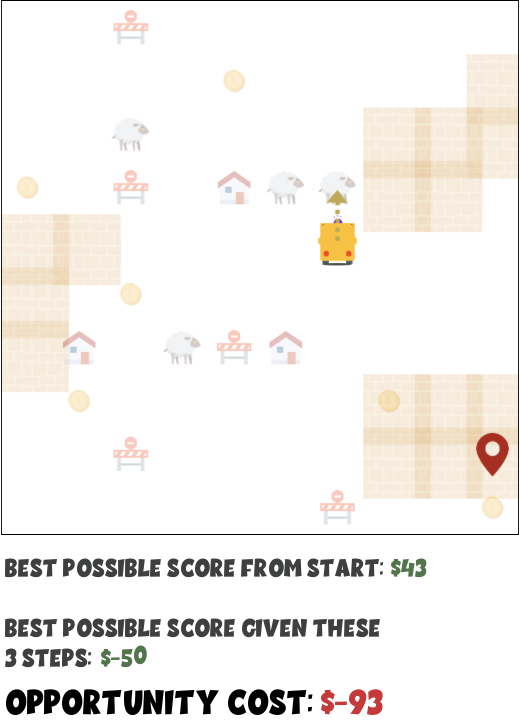 BEST POSSIBLE SCORE FROM START: $43
BEST POSSIBLE SCORE GIVEN THESE
3 STEPS: $-50
OPPORTUNITY COST: $-93